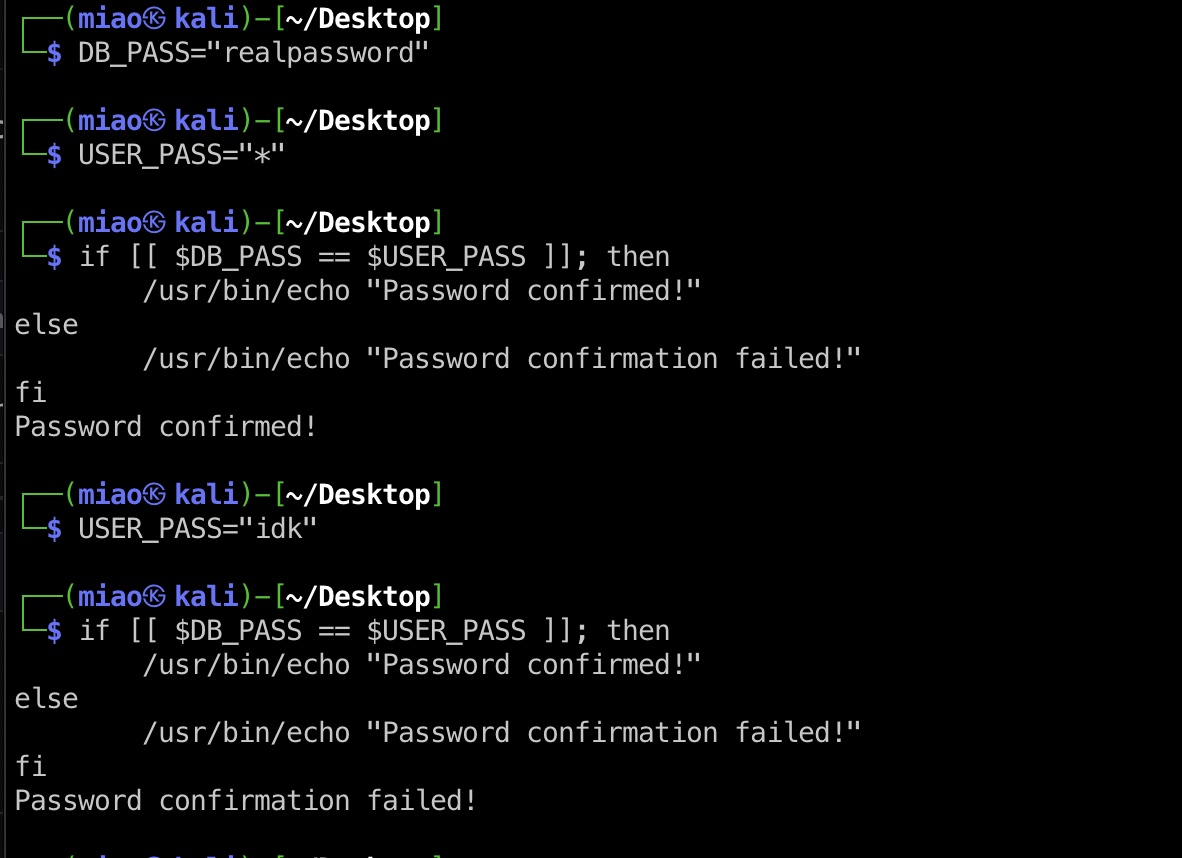 ┌──(miao㉿kali)-[~/Desktop]
└─$ DB_PASS="realpassword"
┌──(miao㉿kali)-[~/Desktop]
└─$ USER_PASS="*"
┌──(miao㉿kali)-[~/Desktop]
└─$ if [[ $DB_PASS == $USER_PASS ]]; then
        /usr/bin/echo "Password confirmed!"
else
        /usr/bin/echo "Password confirmation failed!"
fi
Password confirmed!
┌──(miao㉿kali)-[~/Desktop]
└─$ USER_PASS="idk"
┌──(miao㉿kali)-[~/Desktop]
└─$ if [[ $DB_PASS == $USER_PASS ]]; then
        /usr/bin/echo "Password confirmed!"
else
        /usr/bin/echo "Password confirmation failed!"
fi
Password confirmation failed!